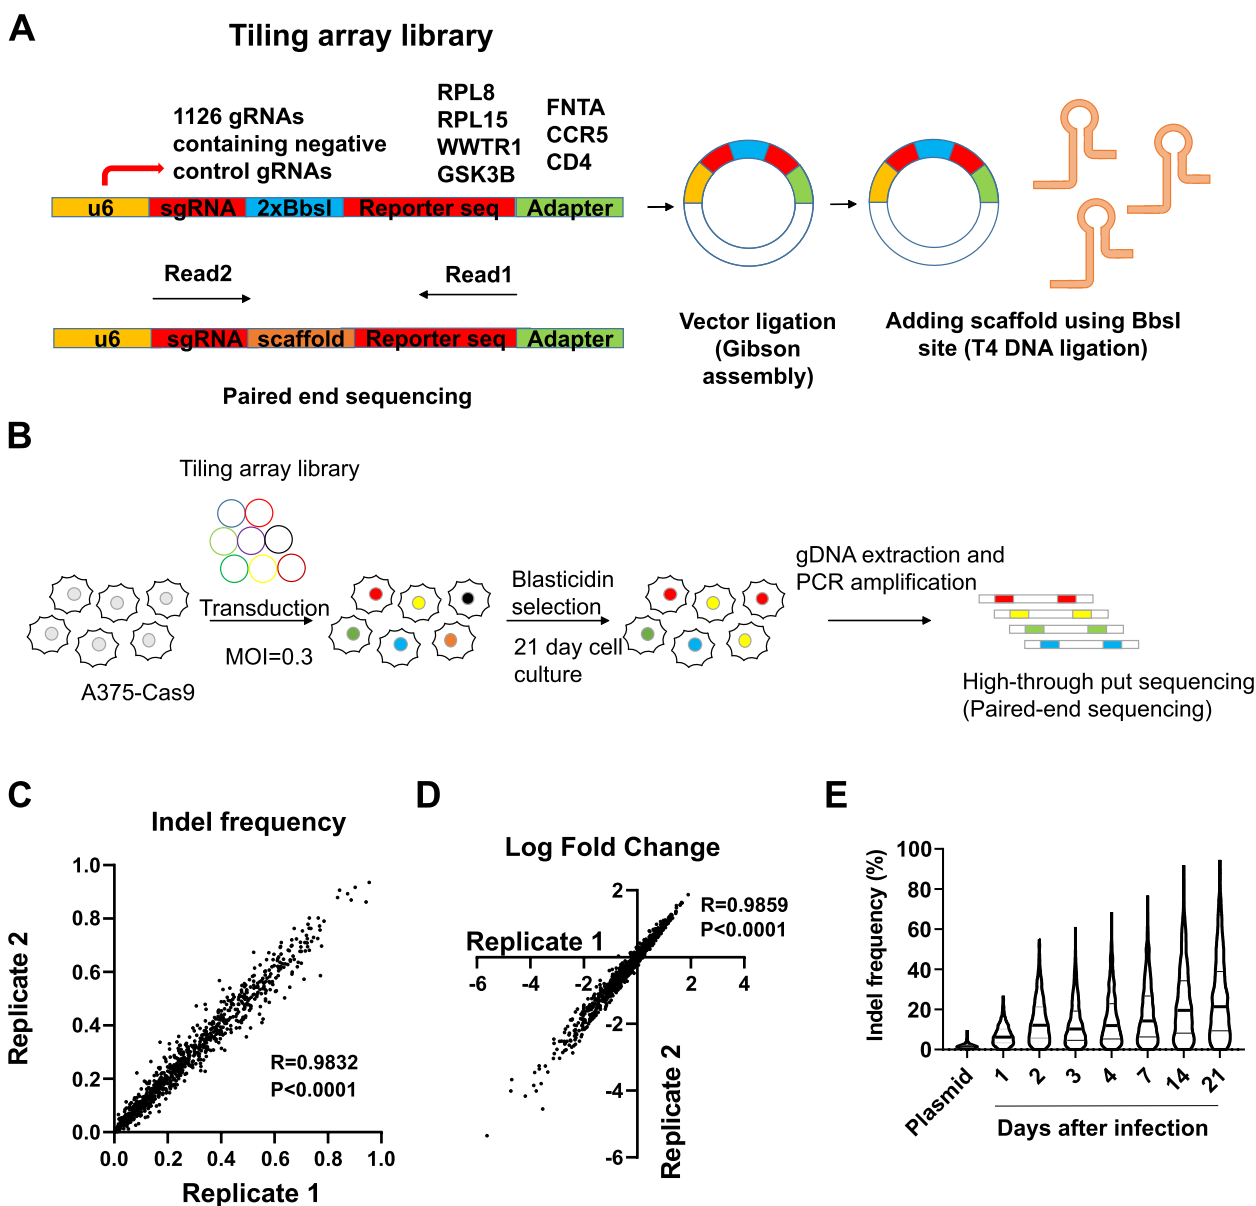 A
Tiling array library
1126 gRNAs
containing negative
control gRNAs
RPL8
RPL15
WWTR1
GSK3B
FNTA
CCR5
CD4
u6 sgRNA 2xBbsI Reporter seq Adapter
Read2 Read1
u6 sgRNA scaffold Reporter seq Adapter
Paired end sequencing
Vector ligation
(Gibson
assembly)
Adding scaffold using BbsI
site (T4 DNA ligation)
B
Tiling array library
Transduction
MOI=0.3
A375-Cas9
Blasticidin
selection
21 day cell
culture
gDNA extraction and
PCR amplification
High-through put sequencing
(Paired-end sequencing)
C
Indel frequency
Replicate 2
1.0
0.8
0.6
0.4
0.2
0.0
R=0.9832
P<0.0001
0.0 0.2 0.4 0.6 0.8 1.0
Replicate 1
D
Log Fold Change
2
R=0.9859
P<0.0001
Replicate 1
-6 -4 -2 2 4
-2
-4
-6
Replicate 2
E
Indel frequency (%)
100
80
60
40
20
0
Plasmid 1 2 3 4 7 14 21
Days after infection